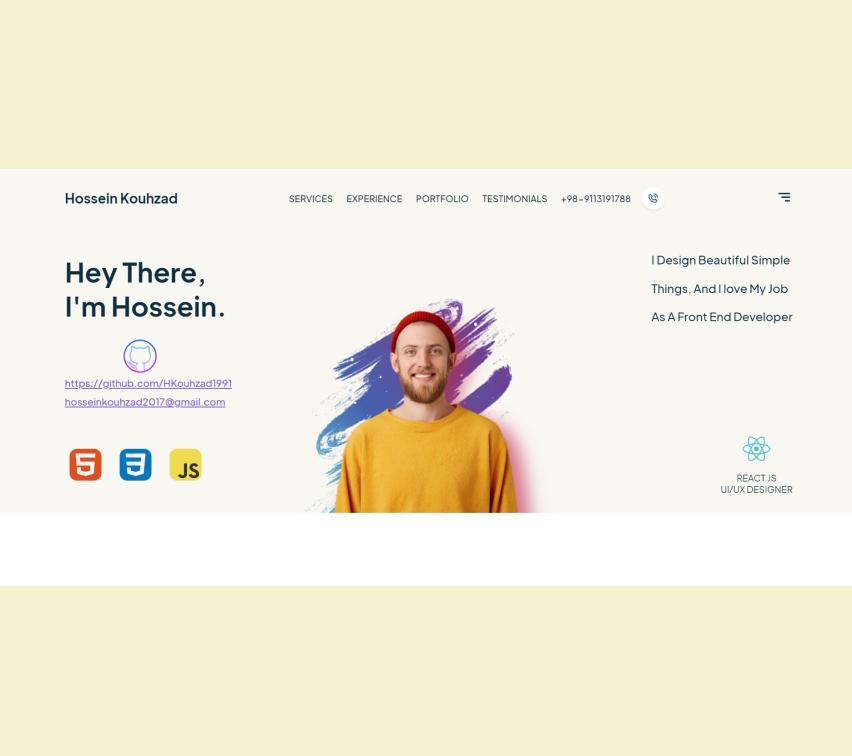 Hossein Kouhzad
SERVICES EXPERIENCE PORTFOLIO TESTIMONIALS +98-9113191788
Hey There,
I'm Hossein.
https://github.com/HKouhzad1991
hosseinkouhzad2017@gmail.com
5
3
JS
I Design Beautiful Simple
Things, And I love My Job
As A Front End Developer
REACT.JS
UI/UX DESIGNER